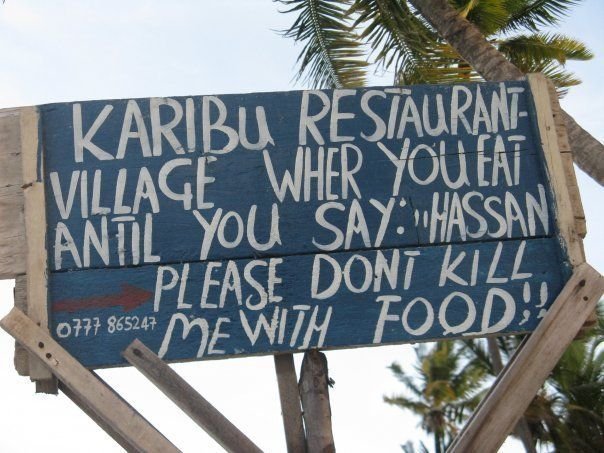 KARIBU RESTAURANT-
VILLAGE WHER YOU EAT
ANTIL YOU SAY: ,,HASSAN
PLEASE DONT KILL
0777 865247 ME WITH FOOD!!